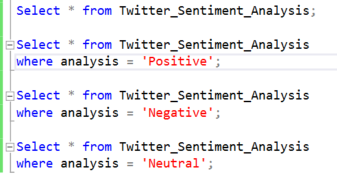 Select * from Twitter_Sentiment_Analysis;
Select * from Twitter_Sentiment_Analysis
where analysis = 'Positive';
Select * from Twitter_Sentiment_Analysis
where analysis = 'Negative';
Select * from Twitter_Sentiment_Analysis
where analysis = 'Neutral';